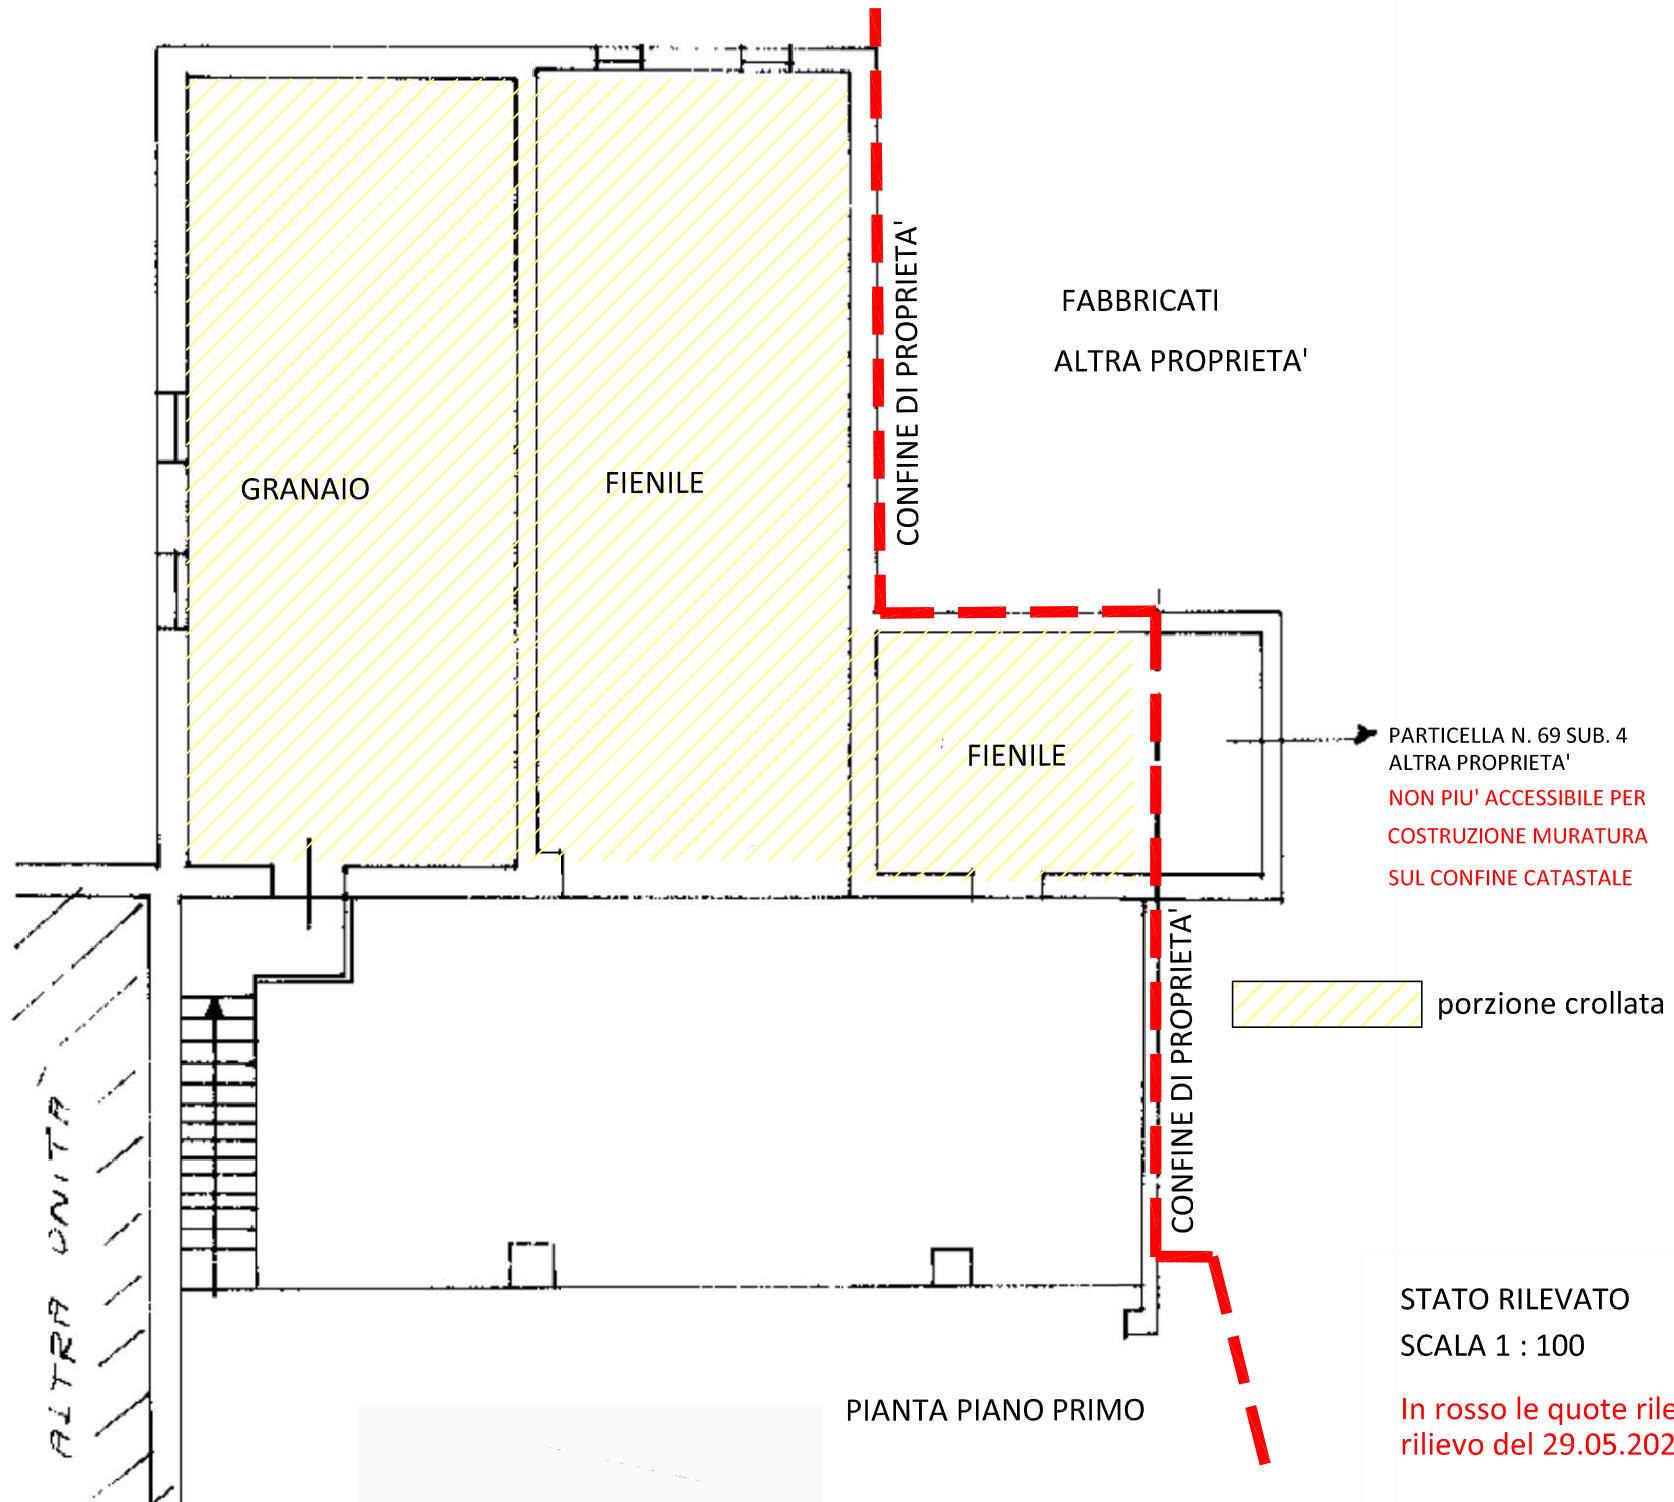 CONFINE DI PROPRIETA'
FABBRICATI
ALTRA PROPRIETA'
GRANAIO
FIENILE
FIENILE
PARTICELLA N. 69 SUB. 4
ALTRA PROPRIETA'
NON PIU' ACCESSIBILE PER
COSTRUZIONE MURATURA
SUL CONFINE CATASTALE
CONFINE DI PROPRIETA'
porzione crollata
ALTRA UNITA
STATO RILEVATO
SCALA 1 : 100
PIANTA PIANO PRIMO
In rosso le quote rile
rilievo del 29.05.202